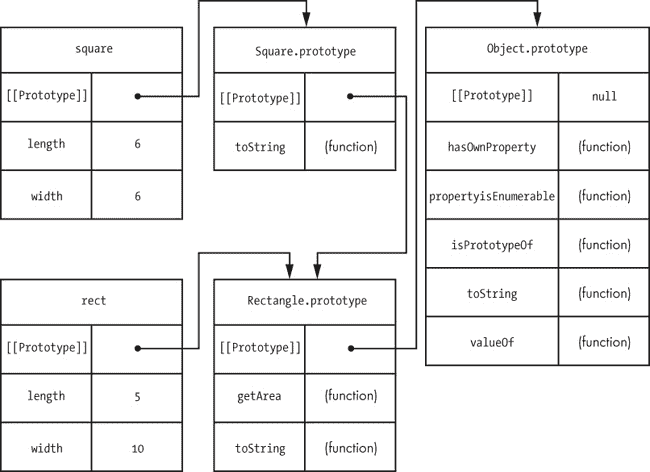 square
[[Prototype]]
length 6
width 6
Square.prototype
[[Prototype]]
toString (function)
Object.prototype
[[Prototype]] null
hasOwnProperty (function)
propertyisEnumerable (function)
isPrototypeOf (function)
toString (function)
valueOf (function)
rect
[[Prototype]]
length 5
width 10
Rectangle.prototype
[[Prototype]]
getArea (function)
toString (function)